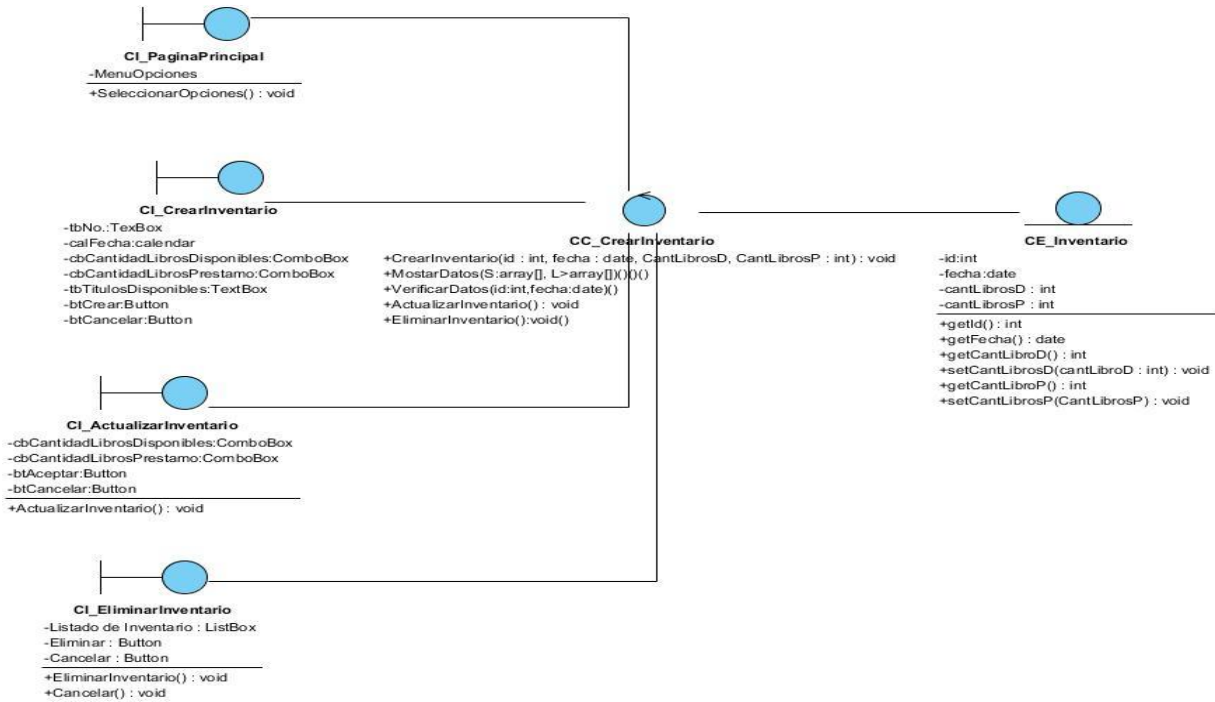 CI_PaginaPrincipal
-MenuOpciones
+SeleccionarOpciones() : void
CI_CrearInventario
-tbNo.:TexBox
-calFecha:calendar
-cbCantidadLibrosDisponibles:ComboBox
-cbCantidadLibrosPrestamo:ComboBox
-tbTitulosDisponibles:TextBox
-btCrear:Button
-btCancelar:Button
CC_CrearInventario
+CrearInventario(id : int, fecha : date, CantLibrosD, CantLibrosP : int) : void
+MostarDatos(S:array[], L>array[])()()()
+VerificarDatos(id:int,fecha:date)()
+ActualizarInventario() : void
+EliminarInventario():void()
CE_Inventario
-id:int
-fecha:date
-cantLibrosD : int
-cantLibrosP : int
+getId() : int
+getFecha() : date
+getCantLibroD() : int
+setCantLibrosD(cantLibroD : int) : void
+getCantLibroP() : int
+setCantLibrosP(CantLibrosP) : void
CI_ActualizarInventario
-cbCantidadLibrosDisponibles:ComboBox
-cbCantidadLibrosPrestamo:ComboBox
-btAceptar:Button
-btCancelar:Button
+ActualizarInventario() : void
CI_EliminarInventario
-Listado de Inventario : ListBox
-Eliminar : Button
-Cancelar : Button
+EliminarInventario() : void
+Cancelar() : void